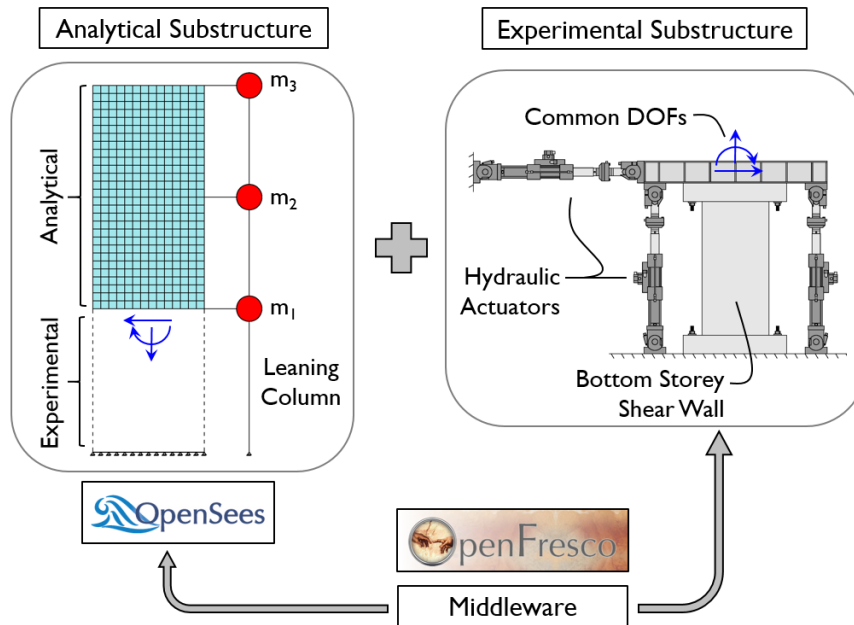 Analytical Substructure
Experimental Substructure
Analytical
Experimental
m3
m2
m1
Leaning
Column
Common DOFs
Hydraulic
Actuators
Bottom Storey
Shear Wall
OpenSees
OpenFresco
Middleware